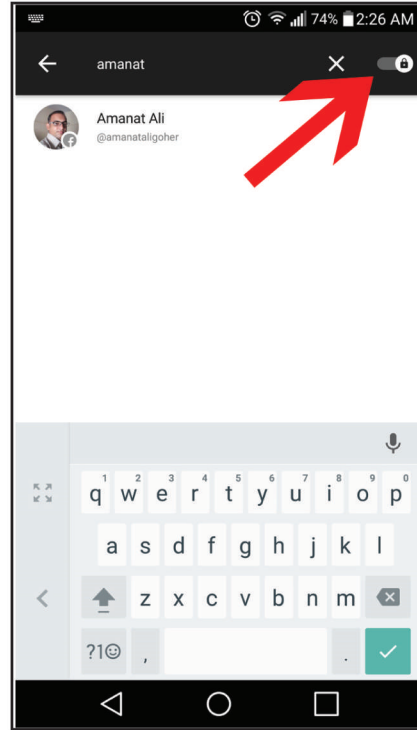 74% 2:26 AM
amanat
Amanat Ali
@amanataligoher
1 2 3 4 5 6 7 8 9 0
q w e r t y u i o p
a s d f g h j k l
z x c v b n m
?1☺ , .